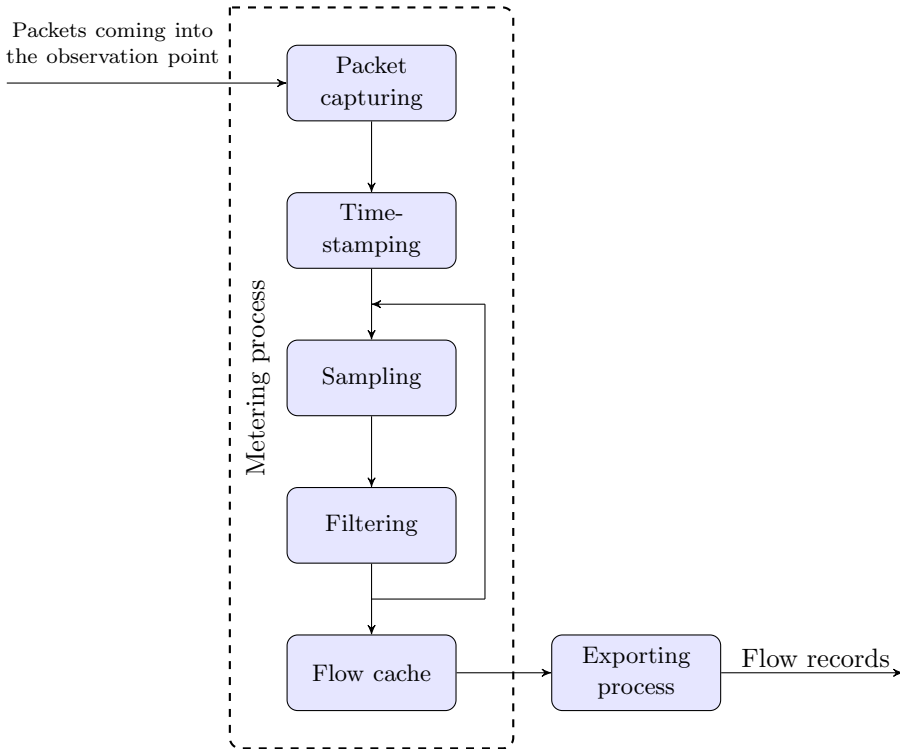 Packets coming into
the observation point
Packet
capturing
Time-
stamping
Metering process
Sampling
Filtering
Flow cache
Exporting
process
Flow records